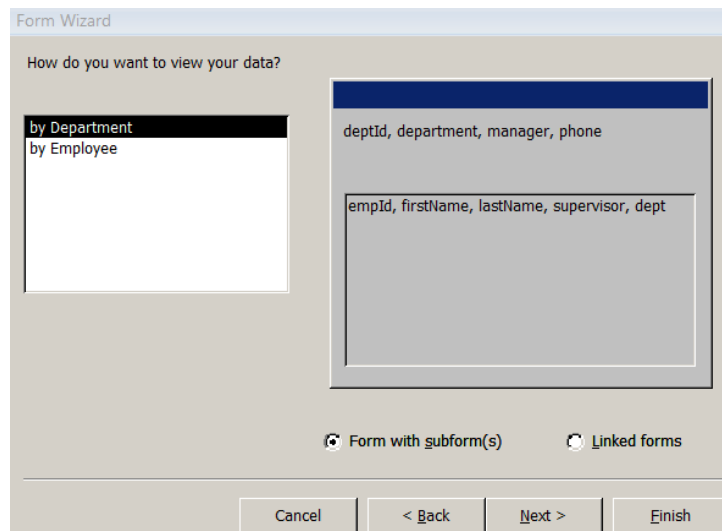 Form Wizard
How do you want to view your data?
by Department
by Employee
deptId, department, manager, phone
empId, firstName, lastName, supervisor, dept
Form with subform(s)
Linked forms
Cancel
< Back
Next >
Finish